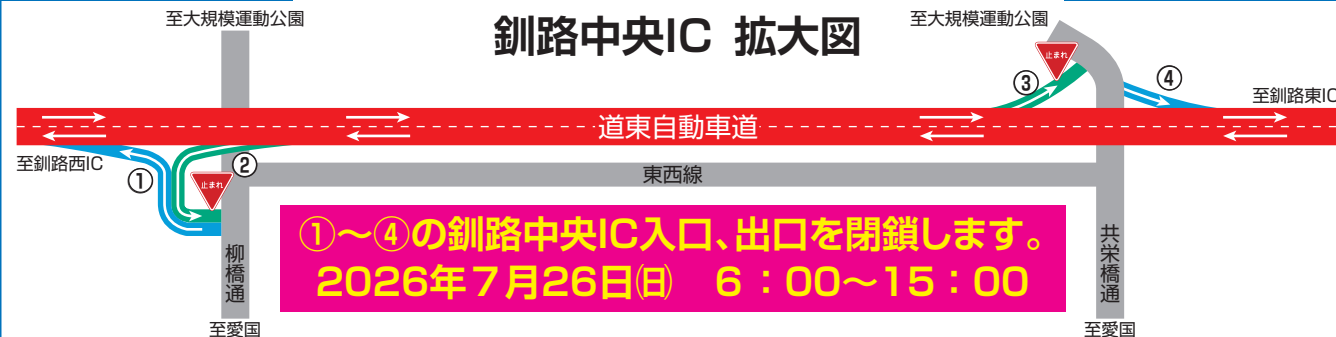 釧路中央IC 拡大図
至大規模運動公園
至大規模運動公園
止まれ
③
④
至釧路東IC
道東自動車道
至釧路西IC
①
②
止まれ
東西線
①〜④の釧路中央IC入口、出口を閉鎖します。
2026年7月26日㈰ 6：00〜15：00
柳橋通
共栄橋通
至愛国
至愛国